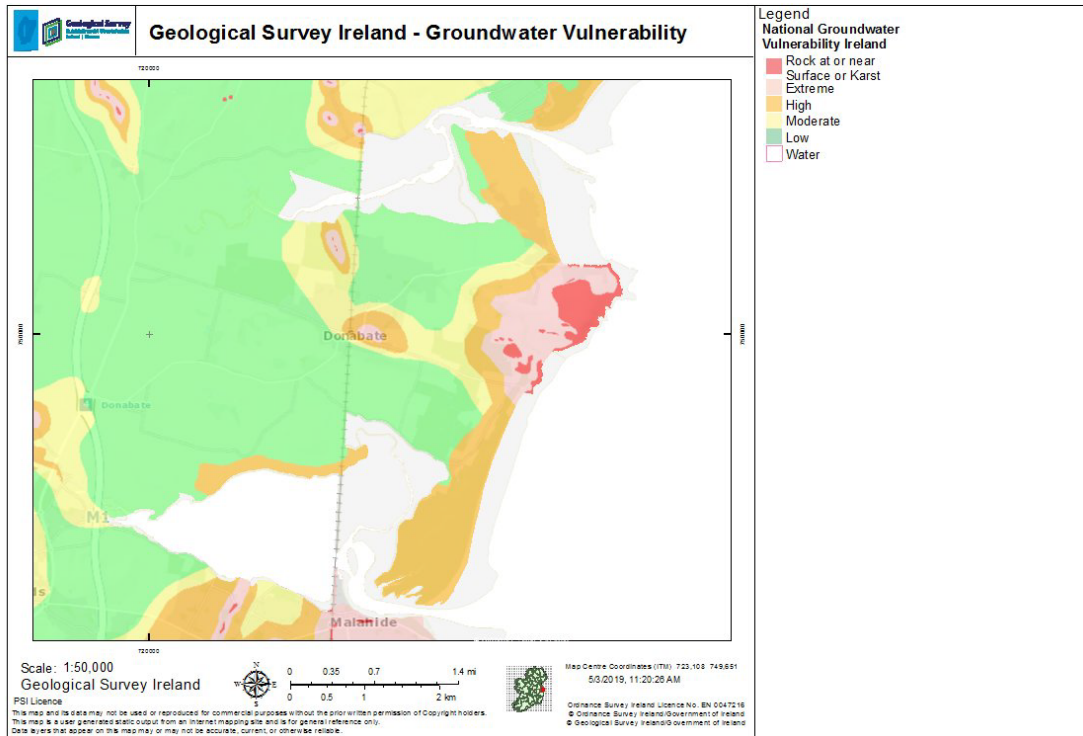 Geological Survey
Geological Survey Ireland - Groundwater Vulnerability
Legend
National Groundwater
Vulnerability Ireland
Rock at or near
Surface or Karst
Extreme
High
Moderate
Low
Water
720000
750000
750000
Donabate
4 Donabate
M1
ds
Malahide
720000
Scale: 1:50,000
Geological Survey Ireland
PSI Licence
N
W E
S
0 0.35 0.7 1.4 mi
0 0.5 1 2 km
Map Centre Coordinates (ITM) 723,108 749,651
5/3/2019, 11:20:26 AM
Ordnance Survey Ireland Licence No. EN 0047216
© Ordnance Survey Ireland/Government of Ireland
© Geological Survey Ireland/Government of Ireland
This map and its data may not be used or reproduced for commercial purposes without the prior written permission of Copyright holders.
This map is a user generated static output from an Internet mapping site and is for general reference only.
Data layers that appear on this map may or may not be accurate, current, or otherwise reliable.